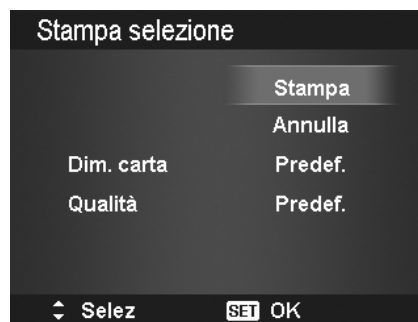 Stampa selezione
Stampa
Annulla
Dim. carta Predef.
Qualità Predef.
Selez SET OK